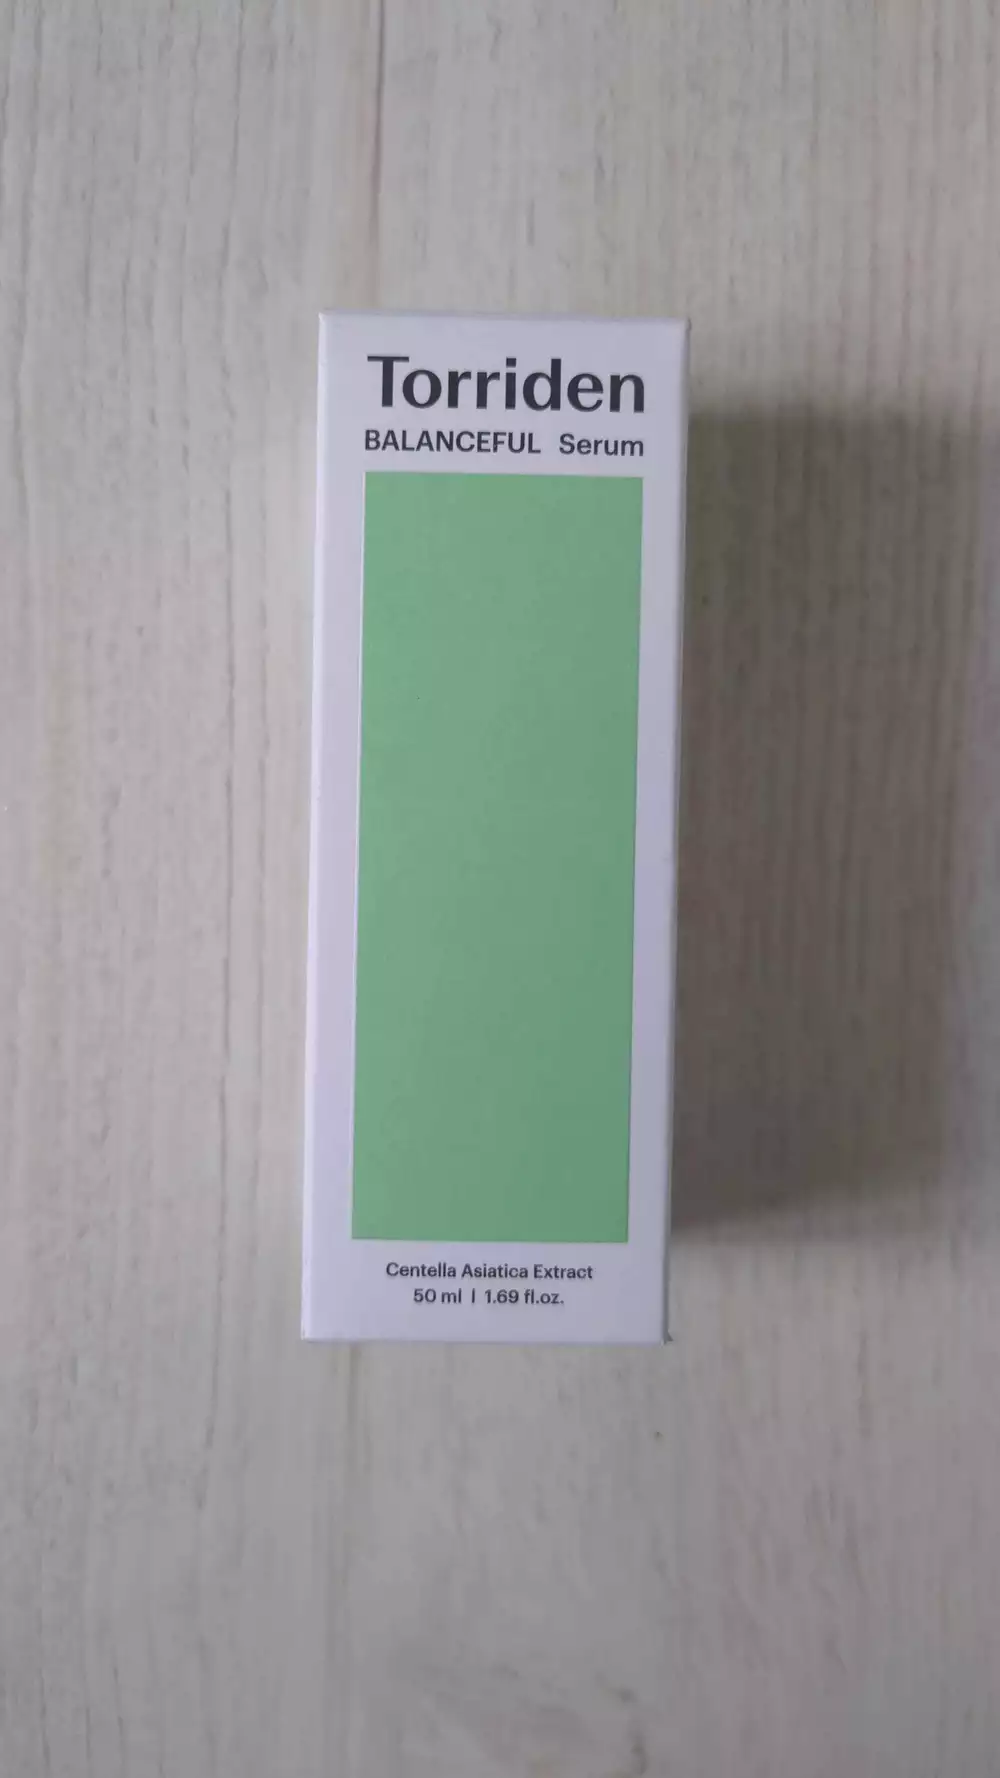 Torriden
BALANCEFUL Serum
Centella Asiatica Extract
50 ml | 1.69 fl.oz.